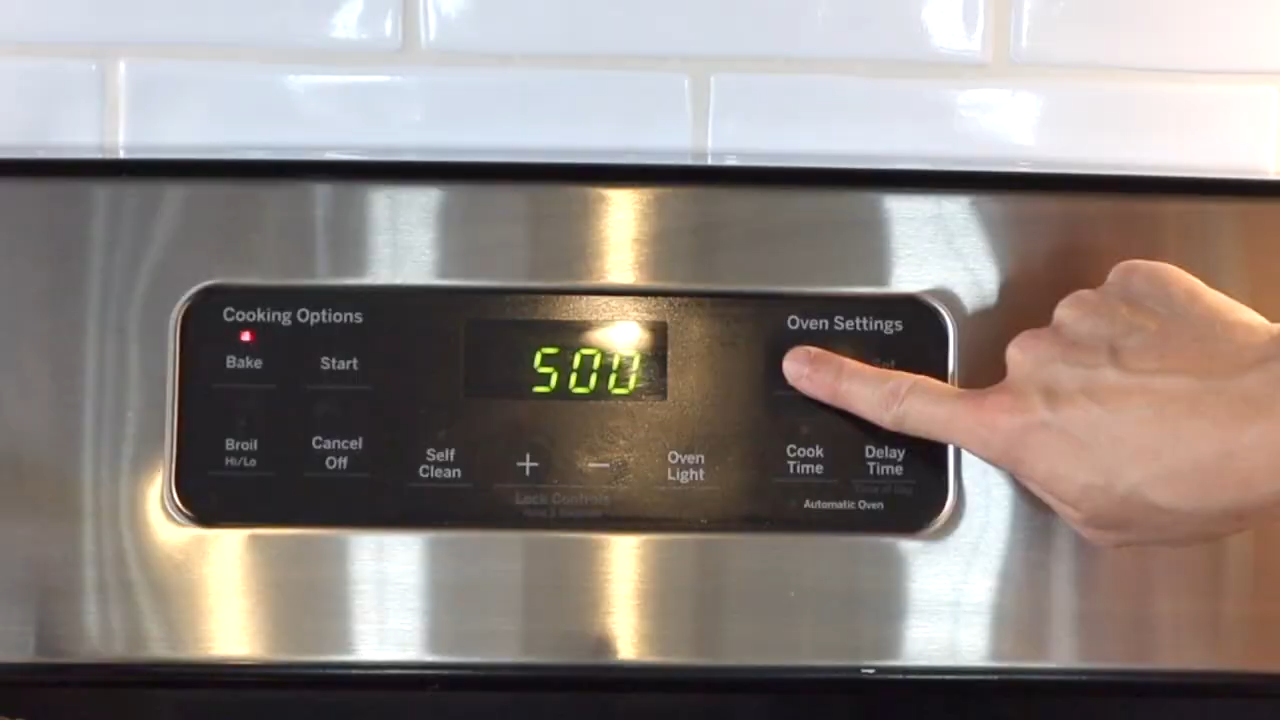 Cooking Options
Bake
Start
Broil
Hi/Lo
Cancel
Off
Self
Clean
+
−
Lock Controls
500
Oven
Light
Oven Settings
Cook
Time
Delay
Time
Automatic Oven